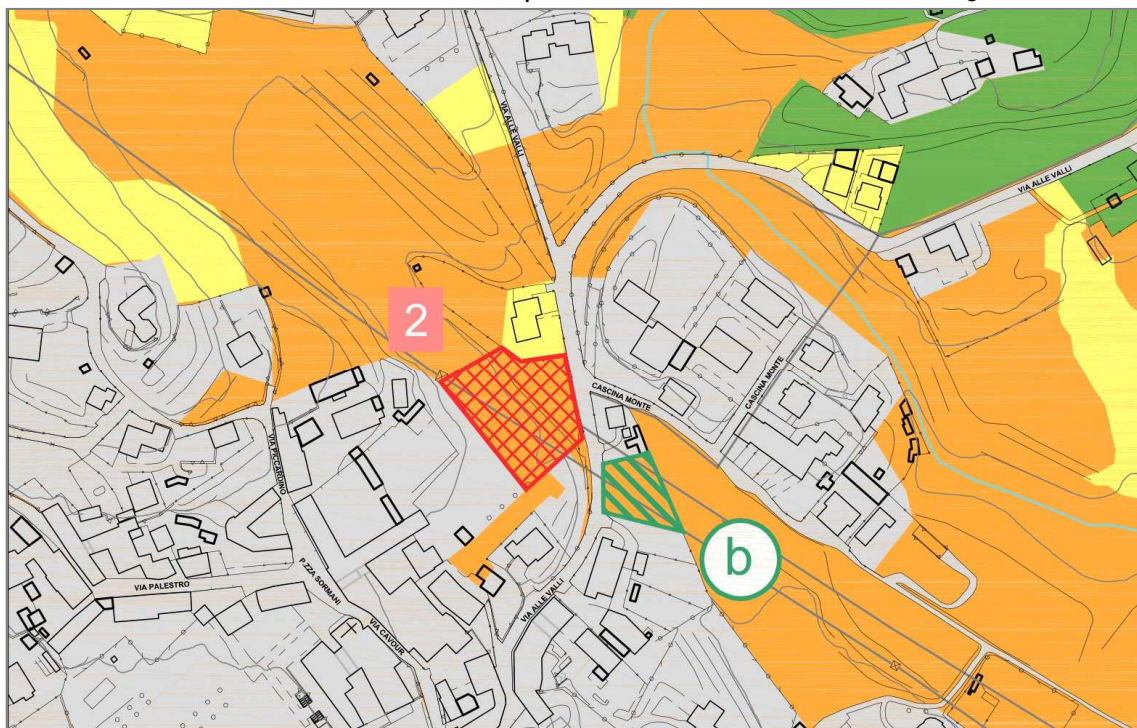 VIA ALLE VALLI
VIA ALLE VALLI
2
CASCINA MONTE
CASCINA MONTE
VIA PICCARDINO
b
VIA PALESTRO
P.ZZA SORMANI
VIA ALLE VALLI
VIA CAVOUR